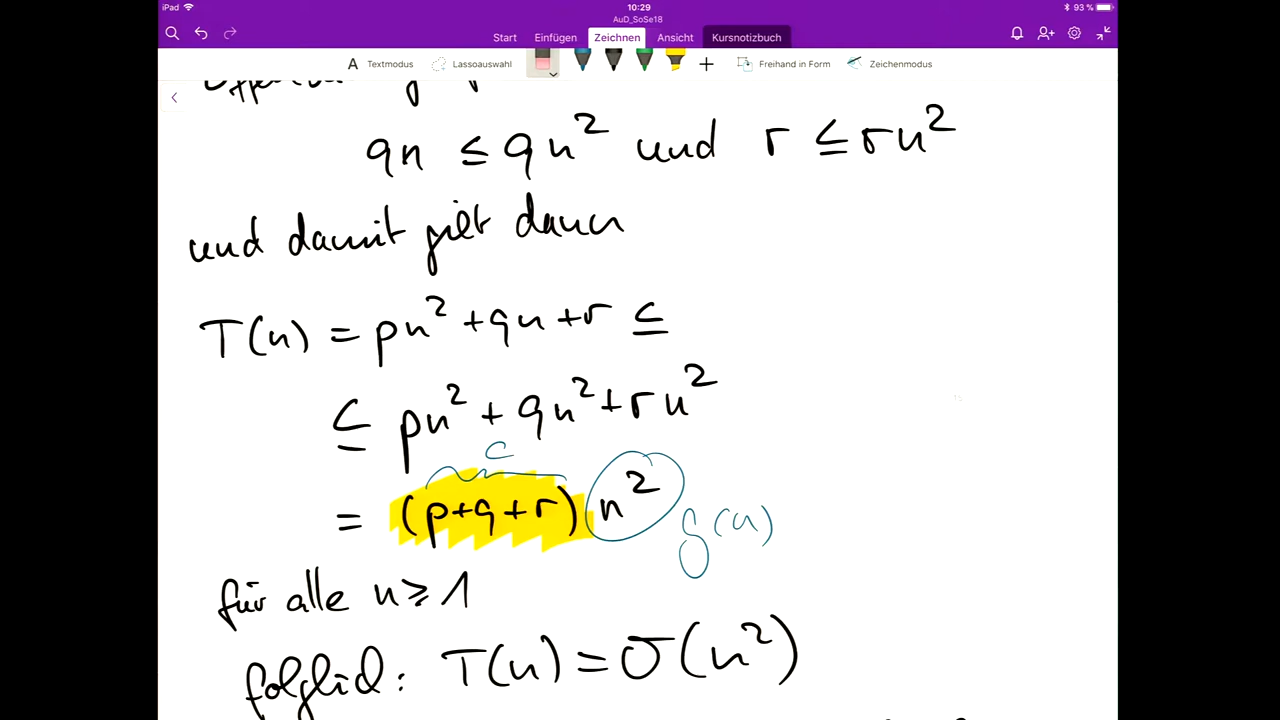 iPad
10:29
93 %
AuD_SoSe18
Start Einfügen Zeichnen Ansicht Kursnotizbuch
A Textmodus Lassoauswahl Freihand in Form Zeichenmodus
qn ≤ qn² und r ≤ rn²
und damit gilt dann
T(n) = pn² + qn + r ≤
≤ pn² + qn² + rn²
c
= (p+q+r) n² g(n)
für alle n ≥ 1
folglich: T(n) = O(n²)